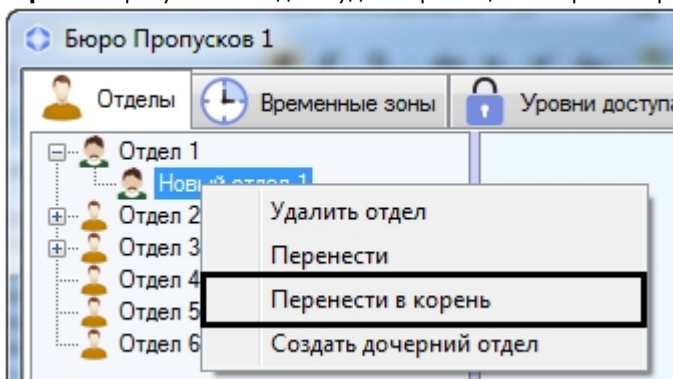 Бюро Пропусков 1
Отделы Временные зоны Уровни доступа
Отдел 1
Новый отдел 1
Отдел 2
Отдел 3
Отдел 4
Отдел 5
Отдел 6
Удалить отдел
Перенести
Перенести в корень
Создать дочерний отдел